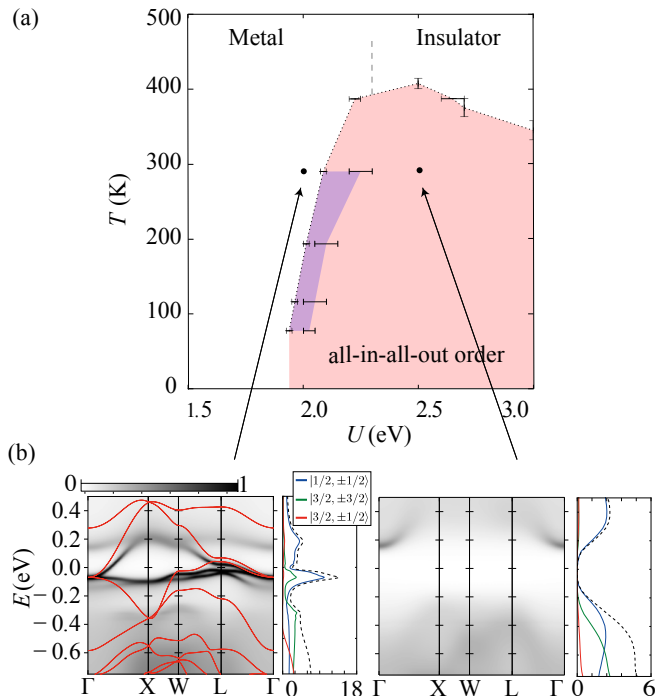 (a)
Metal
Insulator
500
400
300
200
100
0
T (K)
all-in-all-out order
1.5
2.0
2.5
3.0
U (eV)
(b)
0
1
|1/2, ±1/2⟩
|3/2, ±3/2⟩
|3/2, ±1/2⟩
0.4
0.2
0.0
− 0.2
− 0.4
− 0.6
E (eV)
Γ X W L Γ
0 18
Γ X W L Γ
0 6